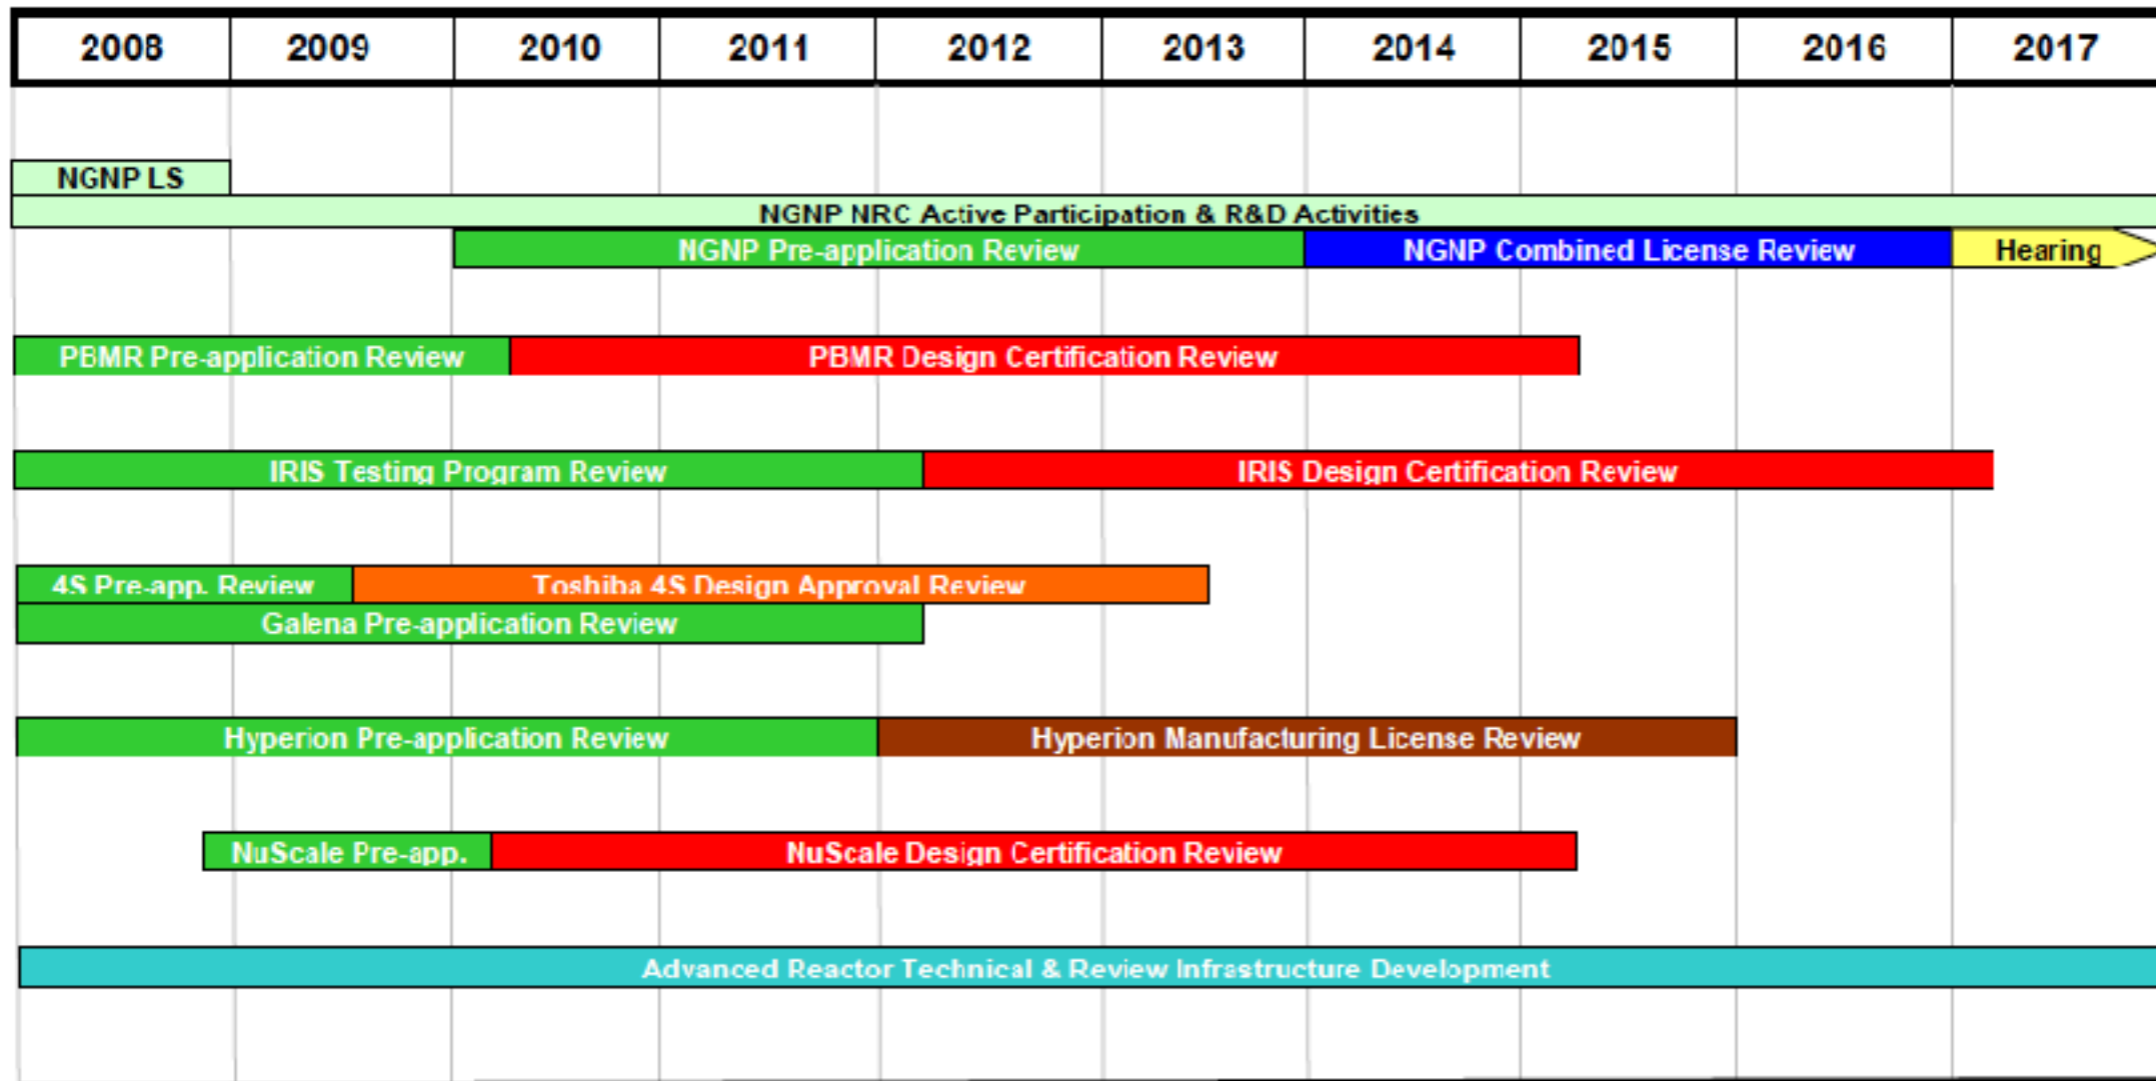 2008 2009 2010 2011 2012 2013 2014 2015 2016 2017
NGNP LS
NGNP NRC Active Participation & R&D Activities
NGNP Pre-application Review NGNP Combined License Review Hearing
PBMR Pre-application Review PBMR Design Certification Review
IRIS Testing Program Review IRIS Design Certification Review
4S Pre-app. Review Toshiba 4S Design Approval Review
Galena Pre-application Review
Hyperion Pre-application Review Hyperion Manufacturing License Review
NuScale Pre-app. NuScale Design Certification Review
Advanced Reactor Technical & Review Infrastructure Development